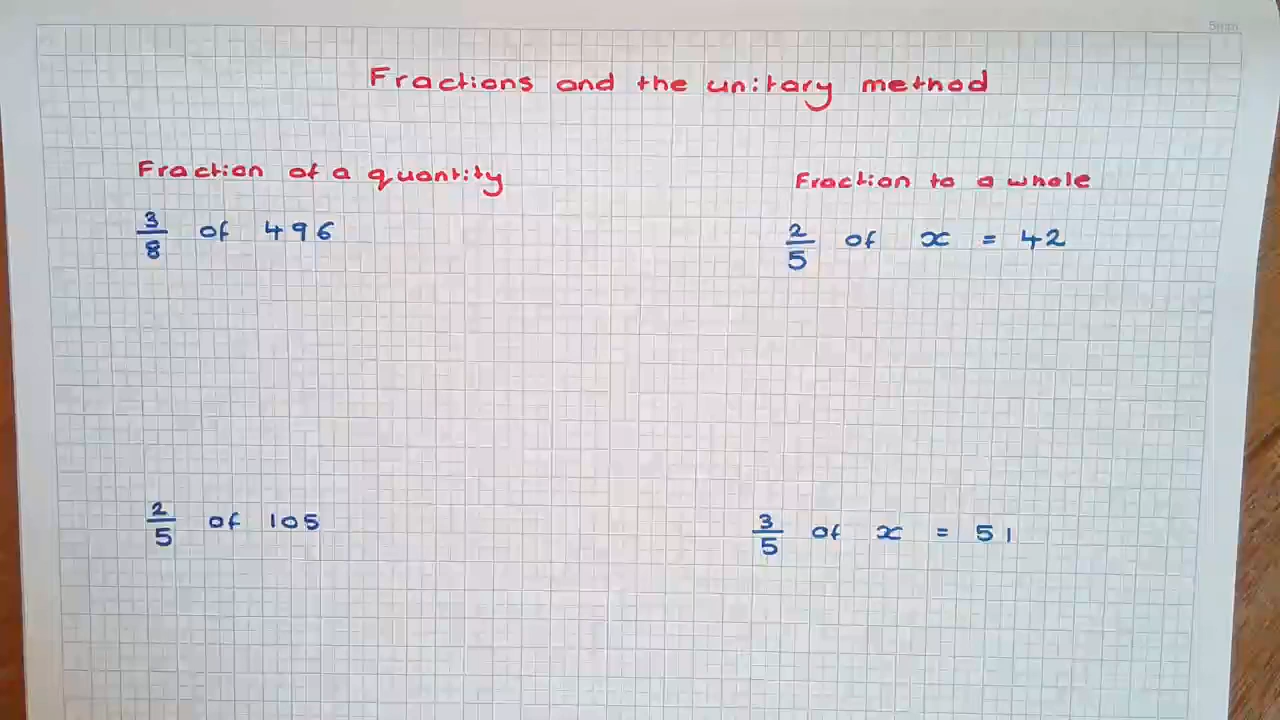 5mm
Fractions and the unitary method
Fraction of a quantity
3/8 of 496
2/5 of 105
Fraction to a whole
2/5 of x = 42
3/5 of x = 51